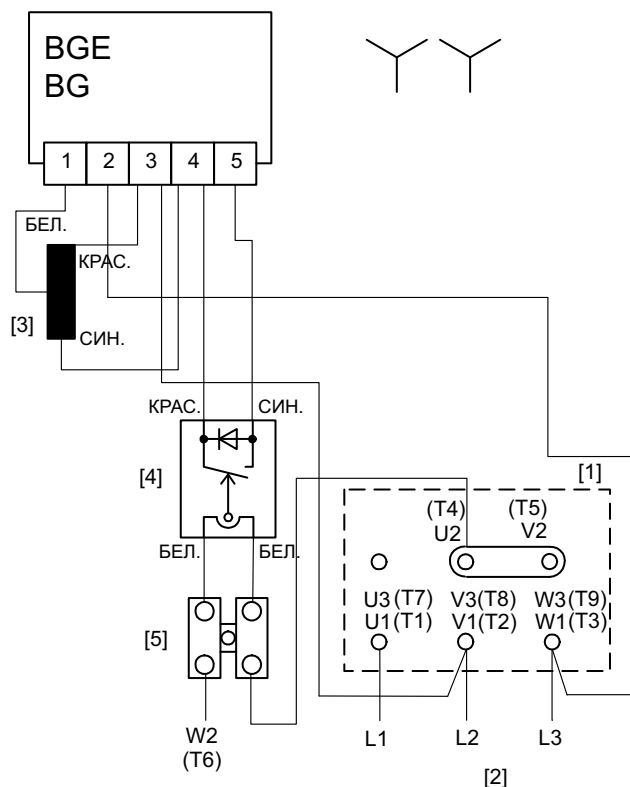 BGE
BG
1 2 3 4 5
БЕЛ.
КРАС.
[3]
СИН.
КРАС. СИН.
[4]
[1]
(T4) (T5)
U2 V2
БЕЛ. БЕЛ.
U3 (T7) V3 (T8) W3 (T9)
U1 (T1) V1 (T2) W1 (T3)
[5]
W2
(T6)
L1 L2 L3
[2]